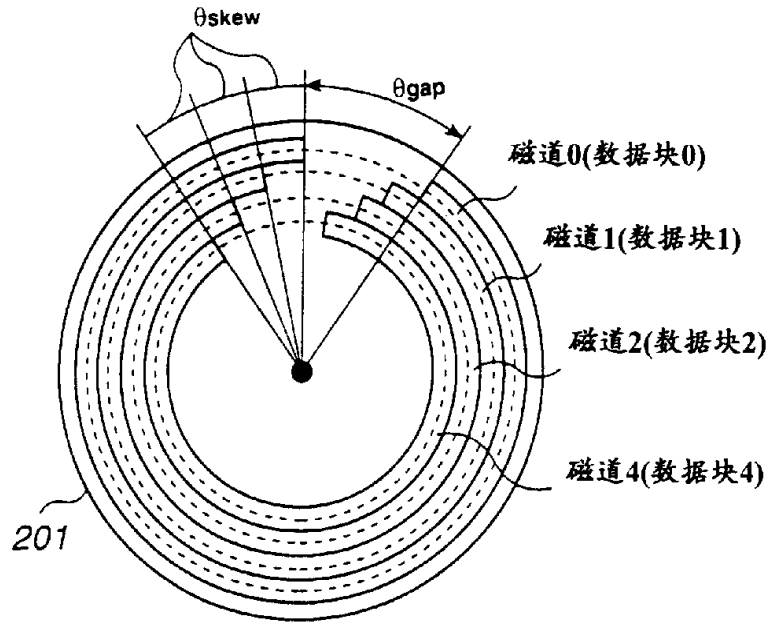 θskew
θgap
磁道0(数据块0)
磁道1(数据块1)
磁道2(数据块2)
磁道4(数据块4)
201